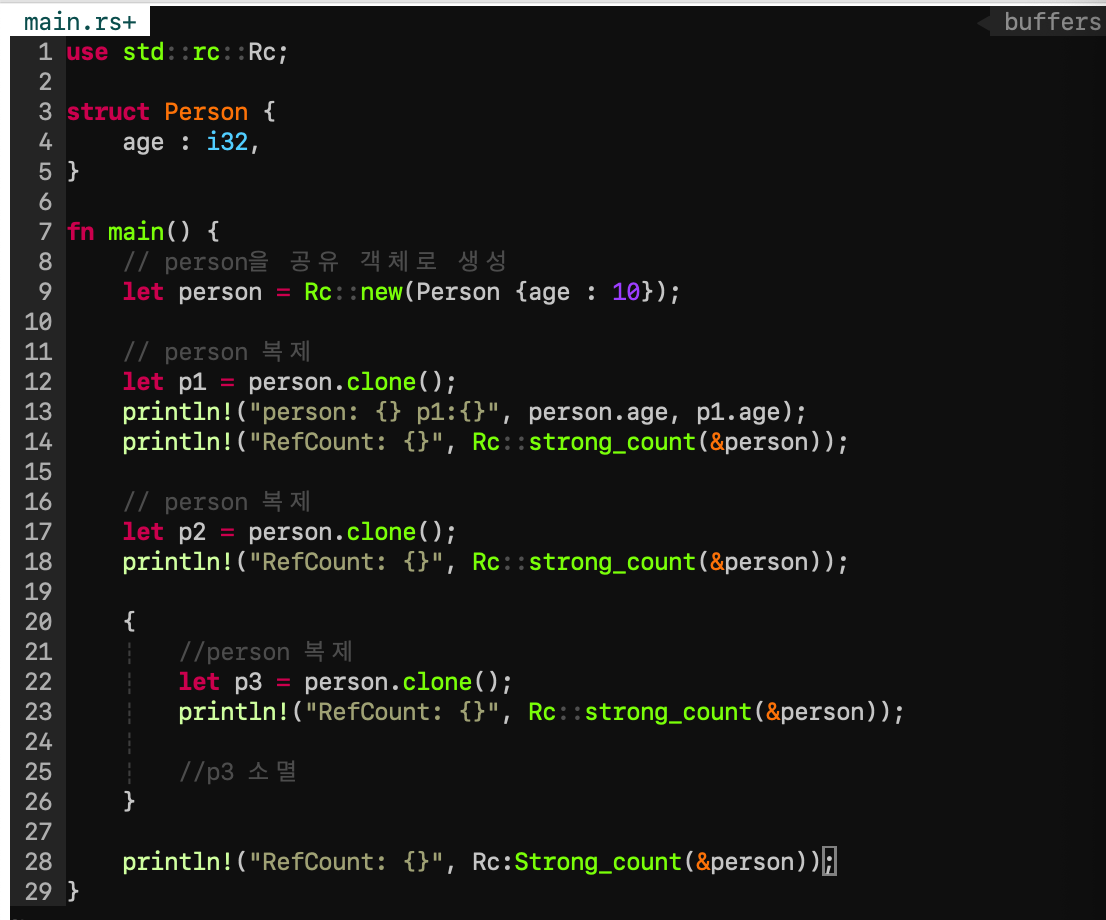 main.rs+ buffers
1 use std::rc::Rc;
2
3 struct Person {
4     age : i32,
5 }
6
7 fn main() {
8     // person을 공유 객체로 생성
9     let person = Rc::new(Person {age : 10});
10
11     // person 복제
12     let p1 = person.clone();
13     println!("person: {} p1:{}", person.age, p1.age);
14     println!("RefCount: {}", Rc::strong_count(&person));
15
16     // person 복제
17     let p2 = person.clone();
18     println!("RefCount: {}", Rc::strong_count(&person));
19
20     {
21         //person 복제
22         let p3 = person.clone();
23         println!("RefCount: {}", Rc::strong_count(&person));
24
25         //p3 소멸
26     }
27
28     println!("RefCount: {}", Rc:Strong_count(&person));
29 }